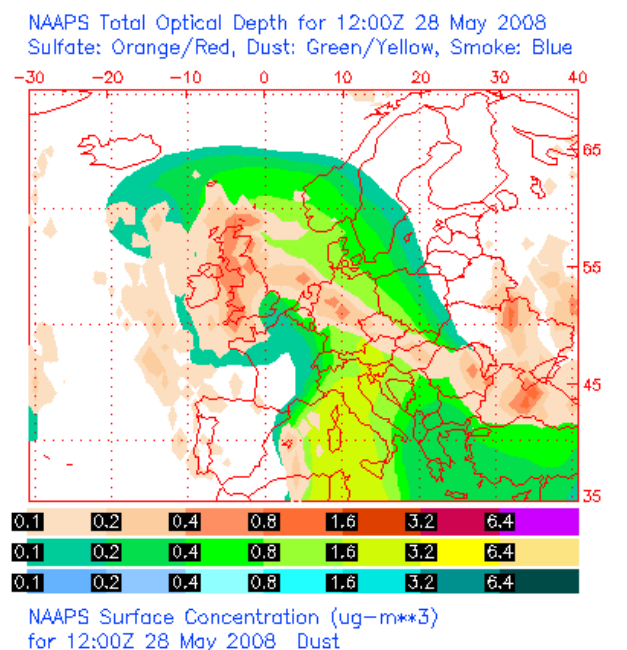 NAAPS Total Optical Depth for 12:00Z 28 May 2008
Sulfate: Orange/Red, Dust: Green/Yellow, Smoke: Blue
-30 -20 -10 0 10 20 30 40
65
55
45
35
0.1 0.2 0.4 0.8 1.6 3.2 6.4
0.1 0.2 0.4 0.8 1.6 3.2 6.4
0.1 0.2 0.4 0.8 1.6 3.2 6.4
NAAPS Surface Concentration (ug-m**3)
for 12:00Z 28 May 2008 Dust